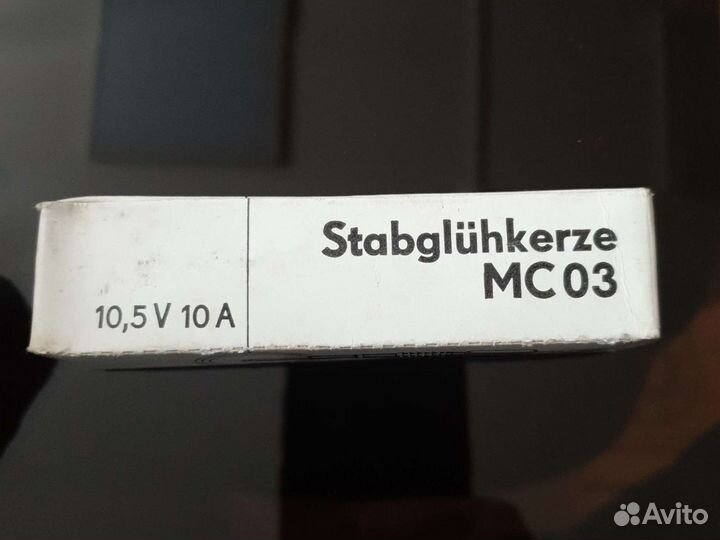 Stabglühkerze
MC 03
10,5 V 10 A
Avito